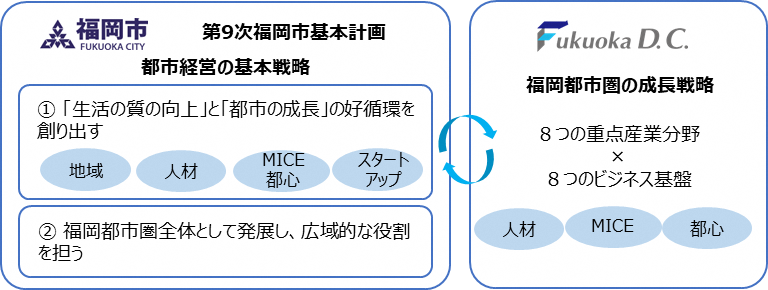 福岡市
FUKUOKA CITY
第9次福岡市基本計画
都市経営の基本戦略
① 「生活の質の向上」と「都市の成長」の好循環を
創り出す
地域
人材
MICE
都心
スタート
アップ
② 福岡都市圏全体として発展し、広域的な役割
を担う
Fukuoka D.C.
福岡都市圏の成長戦略
８つの重点産業分野
×
８つのビジネス基盤
人材
MICE
都心